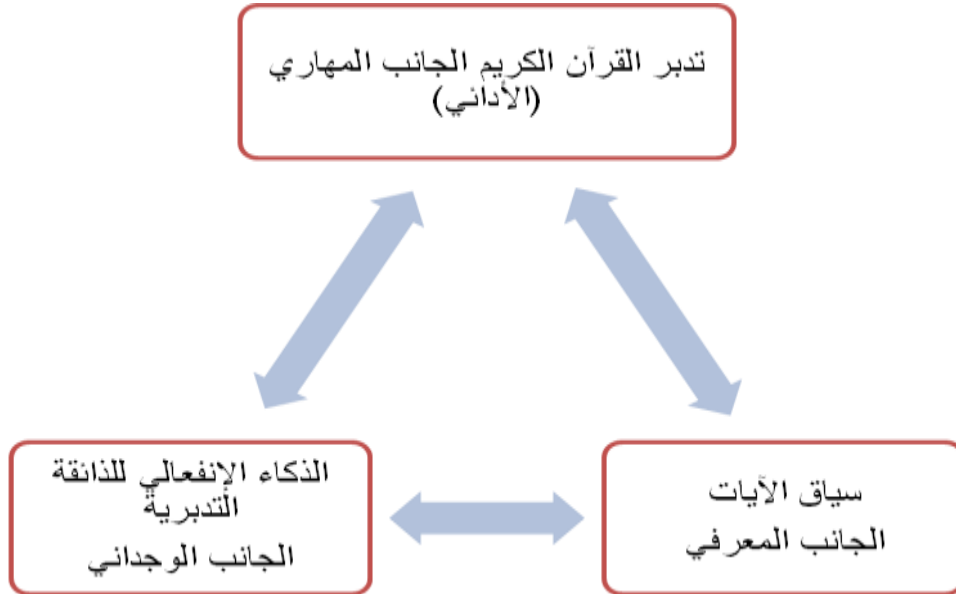 تدبر القرآن الكريم الجانب المهاري
(الأدائي)
سياق الآيات
الجانب المعرفي
الذكاء الإنفعالي للذائقة
التدبرية
الجانب الوجداني